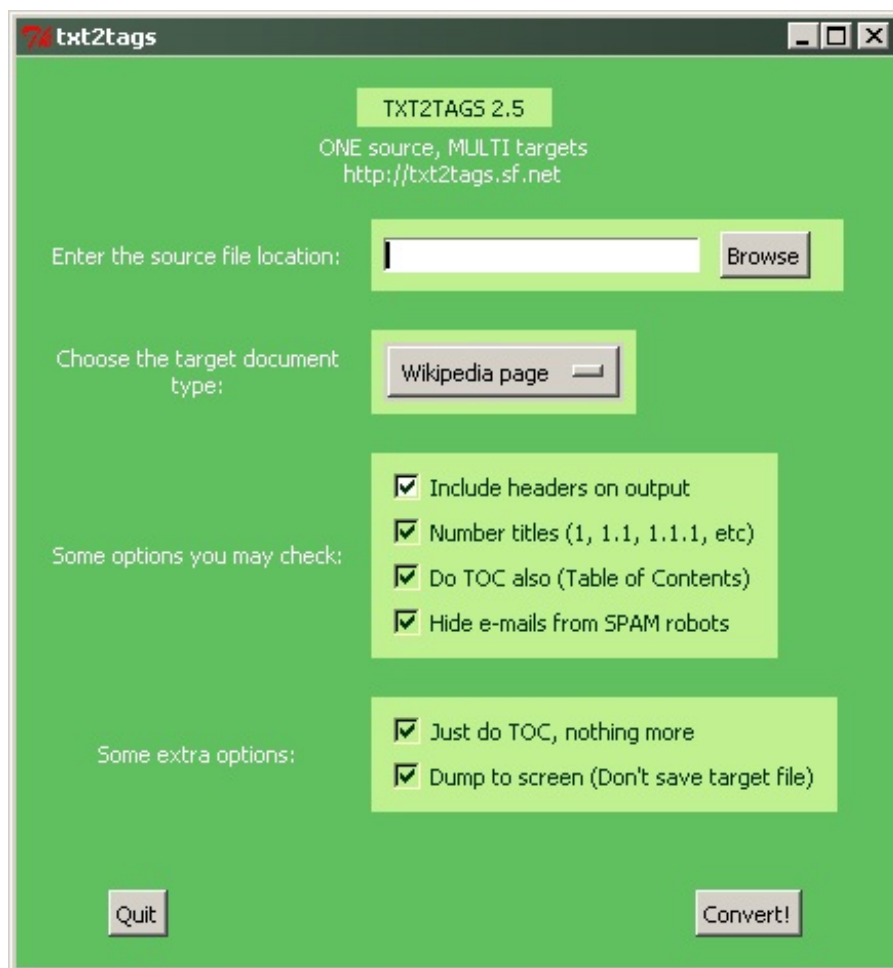 txt2tags
TXT2TAGS 2.5
ONE source, MULTI targets
http://txt2tags.sf.net
Enter the source file location:
Browse
Choose the target document
type:
Wikipedia page
Some options you may check:
Include headers on output
Number titles (1, 1.1, 1.1.1, etc)
Do TOC also (Table of Contents)
Hide e-mails from SPAM robots
Some extra options:
Just do TOC, nothing more
Dump to screen (Don't save target file)
Quit
Convert!